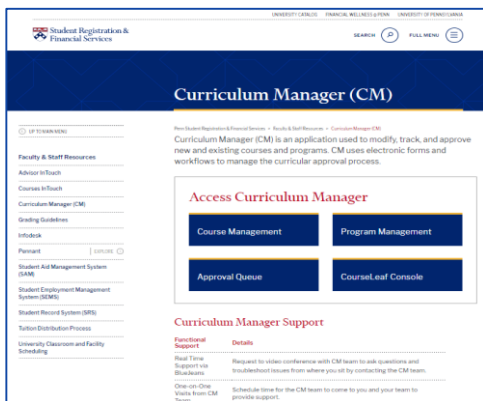 UNIVERSITY CATALOG FINANCIAL WELLNESS @ PENN UNIVERSITY OF PENNSYLVANIA
Student Registration &
Financial Services
SEARCH FULL MENU
Curriculum Manager (CM)
UP TO MAIN MENU
Faculty & Staff Resources
Advisor InTouch
Courses InTouch
Curriculum Manager (CM)
Grading Guidelines
Infodesk
Pennant EXPLORE
Student Aid Management System
(SAM)
Student Employment Management
System (SEMS)
Student Record System (SRS)
Tuition Distribution Process
University Classroom and Facility
Scheduling
Penn Student Registration & Financial Services > Faculty & Staff Resources > Curriculum Manager (CM)
Curriculum Manager (CM) is an application used to modify, track, and approve
new and existing courses and programs. CM uses electronic forms and
workflows to manage the curricular approval process.
Access Curriculum Manager
Course Management Program Management
Approval Queue CourseLeaf Console
Curriculum Manager Support
Functional
Support Details
Real Time
Support via
BlueJeans
Request to video conference with CM team to ask questions and
troubleshoot issues from where you sit by contacting the CM team.
One-on-One
Visits from CM
Team
Schedule time for the CM team to come to you and your team to
provide support.